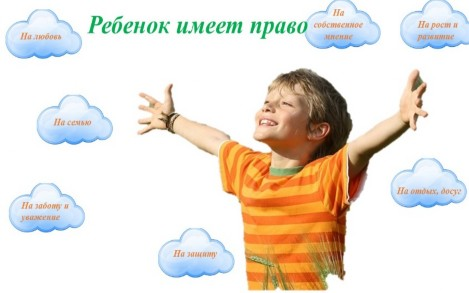 Ребенок имеет право
На любовь
На
собственное
мнение
На рост и
развитие
На семью
На отдых, досуг
На заботу и
уважение
На защиту